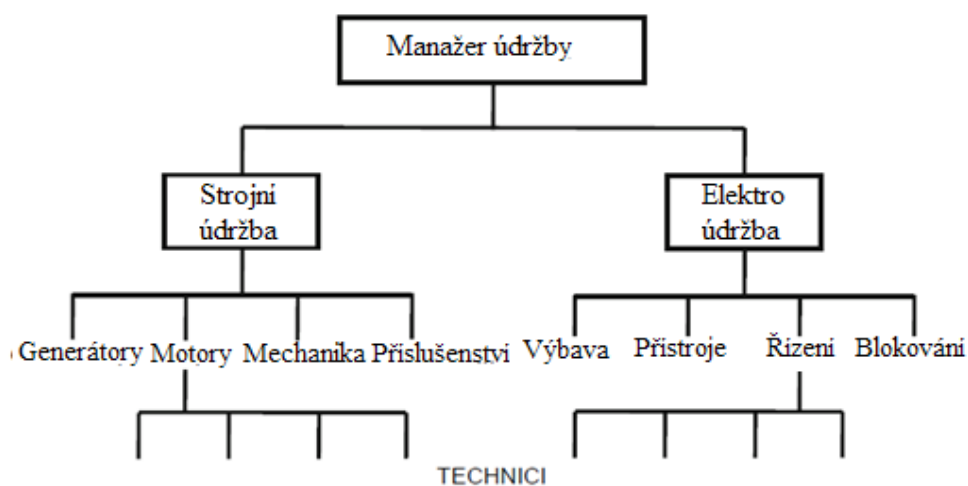 Manažer údržby
Strojní
údržba
Elektro
údržba
Generátory Motory Mechanika Příslušenství Výbava Přístroje Řízení Blokování
TECHNICI